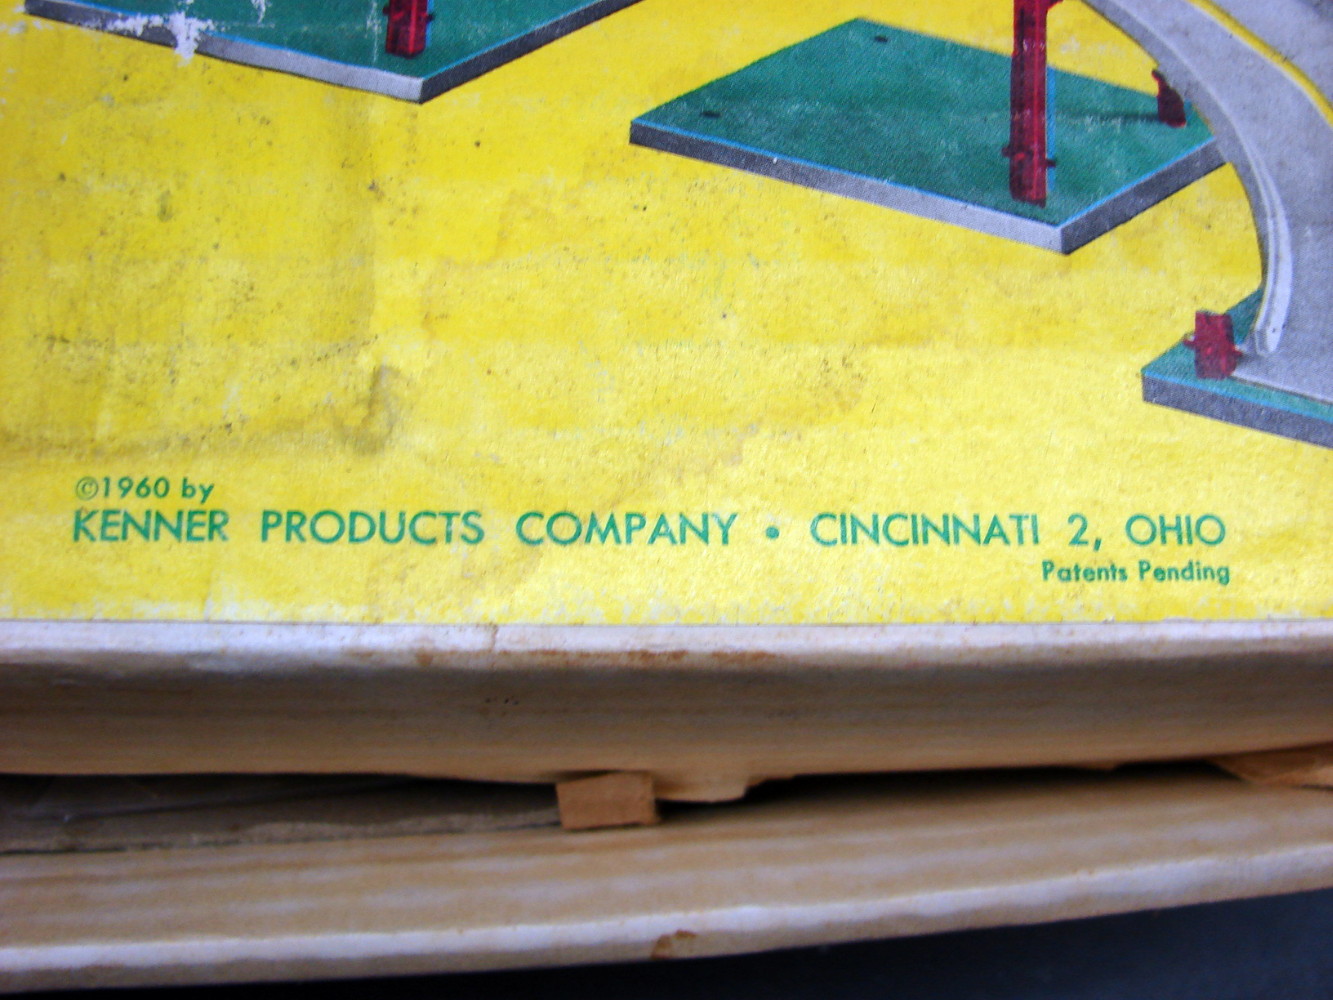 ©1960 by
KENNER PRODUCTS COMPANY • CINCINNATI 2, OHIO
Patents Pending